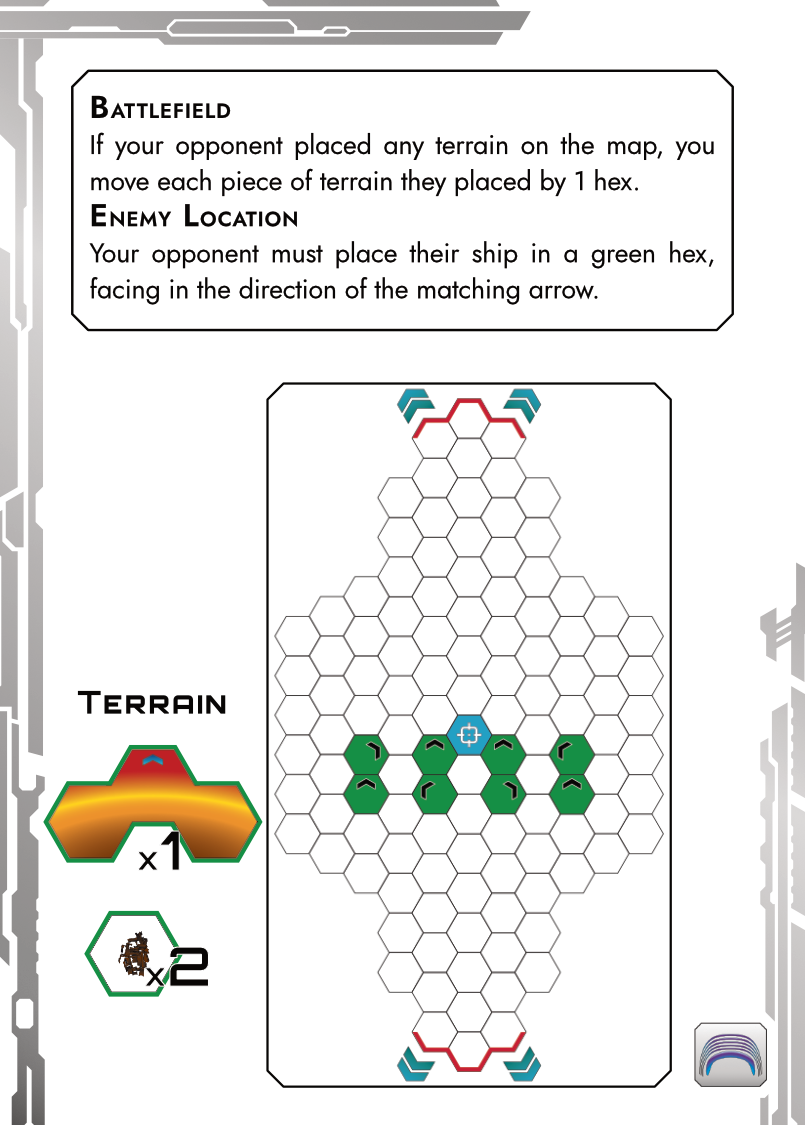 BATTLEFIELD
If your opponent placed any terrain on the map, you
move each piece of terrain they placed by 1 hex.
ENEMY LOCATION
Your opponent must place their ship in a green hex,
facing in the direction of the matching arrow.
TERRAIN
x1
x2